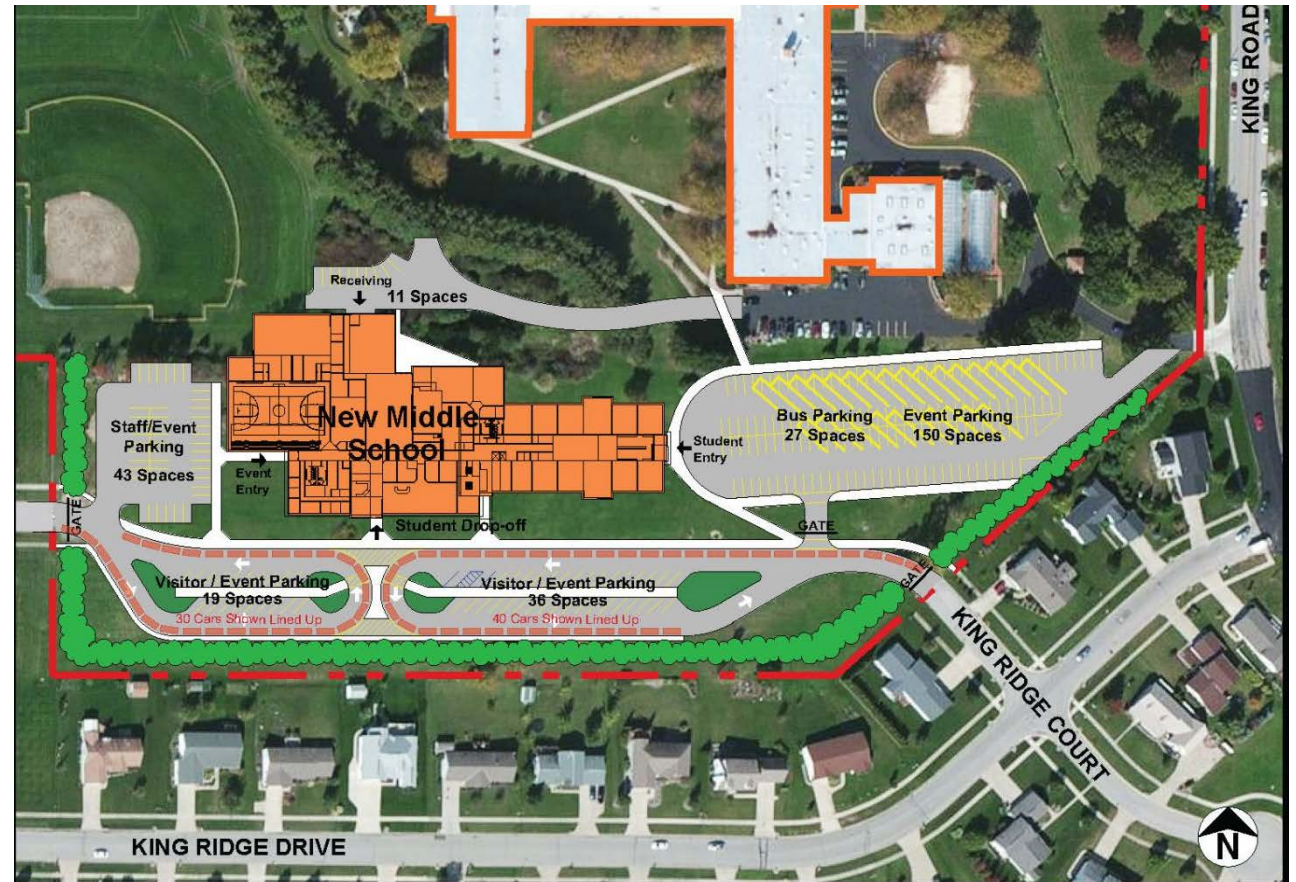 KING ROAD
Receiving
11 Spaces
New Middle
School
Staff/Event
Parking
43 Spaces
Event
Entry
Student
Entry
Bus Parking
27 Spaces
Event Parking
150 Spaces
Student Drop-off
GATE
GATE
GATE
Visitor / Event Parking
19 Spaces
30 Cars Shown Lined Up
Visitor / Event Parking
36 Spaces
40 Cars Shown Lined Up
KING RIDGE COURT
KING RIDGE DRIVE
N